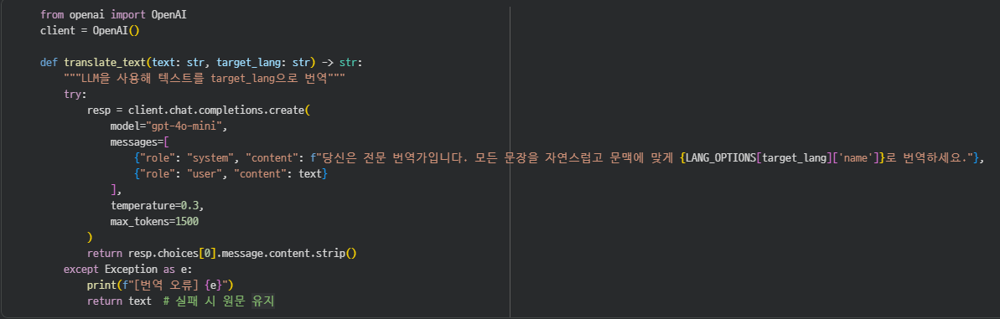 from openai import OpenAI
client = OpenAI()

def translate_text(text: str, target_lang: str) -> str:
    """LLM을 사용해 텍스트를 target_lang으로 번역"""
    try:
        resp = client.chat.completions.create(
            model="gpt-4o-mini",
            messages=[
                {"role": "system", "content": f"당신은 전문 번역가입니다. 모든 문장을 자연스럽고 문맥에 맞게 {LANG_OPTIONS[target_lang]['name']}로 번역하세요."},
                {"role": "user", "content": text}
            ],
            temperature=0.3,
            max_tokens=1500
        )
        return resp.choices[0].message.content.strip()
    except Exception as e:
        print(f"[번역 오류] {e}")
        return text  # 실패 시 원문 유지